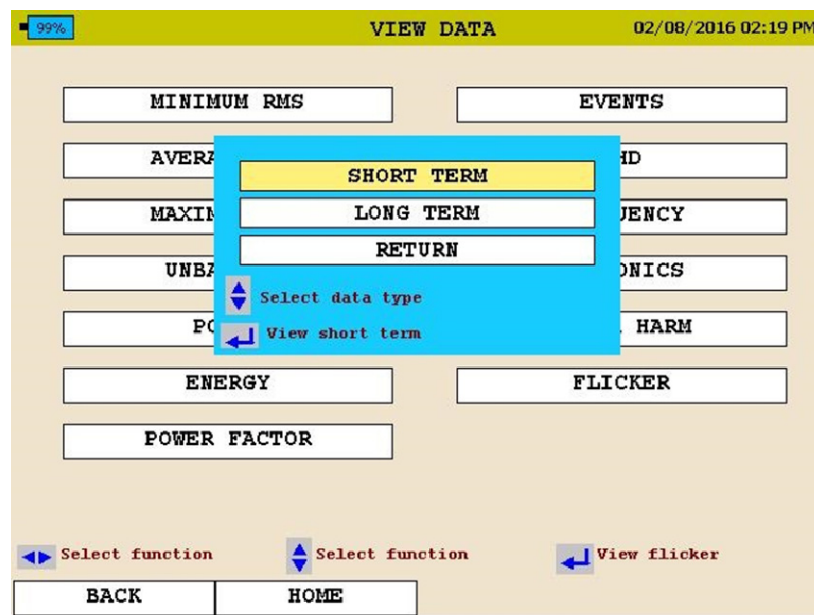 99% VIEW DATA 02/08/2016 02:19 PM
MINIMUM RMS EVENTS
SHORT TERM
LONG TERM
RETURN
Select data type
View short term
HARM
ENERGY FLICKER
POWER FACTOR
Select function Select function View flicker
BACK HOME